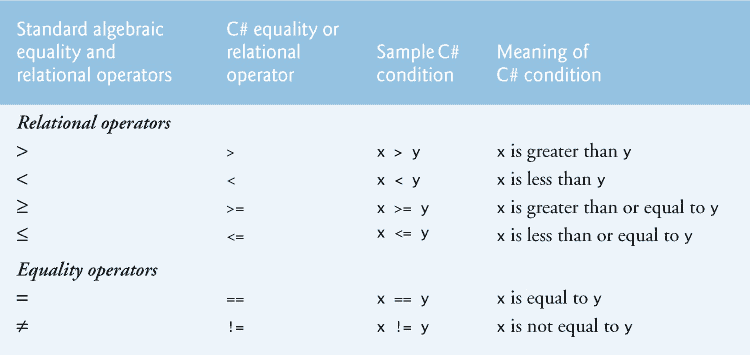 Standard algebraic equality and relational operators C# equality or relational operator Sample C# condition Meaning of C# condition
Relational operators
> > x > y x is greater than y
< < x < y x is less than y
≥ >= x >= y x is greater than or equal to y
≤ <= x <= y x is less than or equal to y
Equality operators
= == x == y x is equal to y
≠ != x != y x is not equal to y